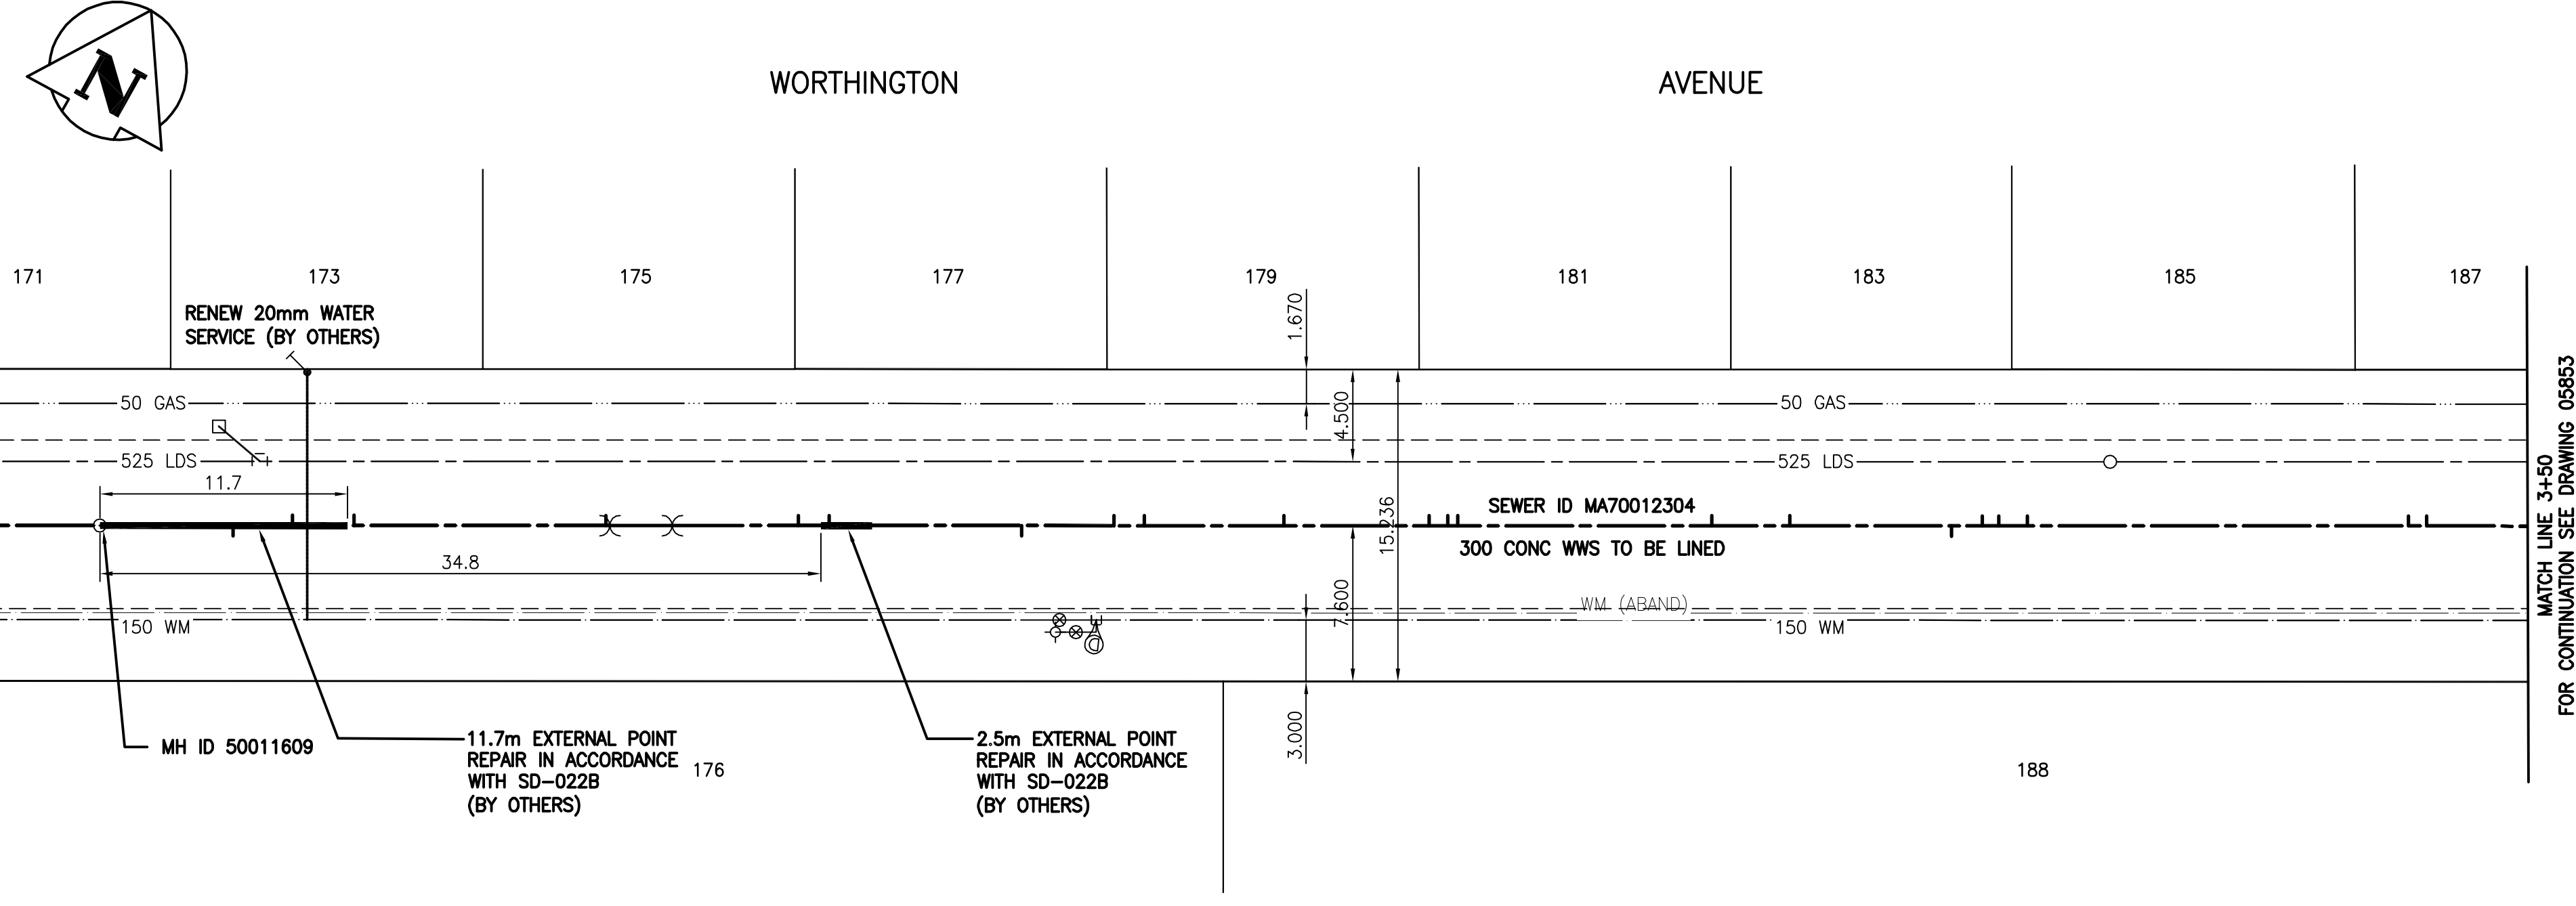 N
WORTHINGTON AVENUE
171 173 175 177 179 181 183 185 187
RENEW 20mm WATER
SERVICE (BY OTHERS)
1.670
4.500
50 GAS
50 GAS
525 LDS
525 LDS
11.7
15.236
SEWER ID MA70012304
300 CONC WWS TO BE LINED
34.8
7.600
WM (ABAND)
150 WM
150 WM
3.000
MH ID 50011609
11.7m EXTERNAL POINT
REPAIR IN ACCORDANCE
WITH SD-022B
(BY OTHERS)
176
2.5m EXTERNAL POINT
REPAIR IN ACCORDANCE
WITH SD-022B
(BY OTHERS)
188
MATCH LINE 3+50
FOR CONTINUATION SEE DRAWING 05853